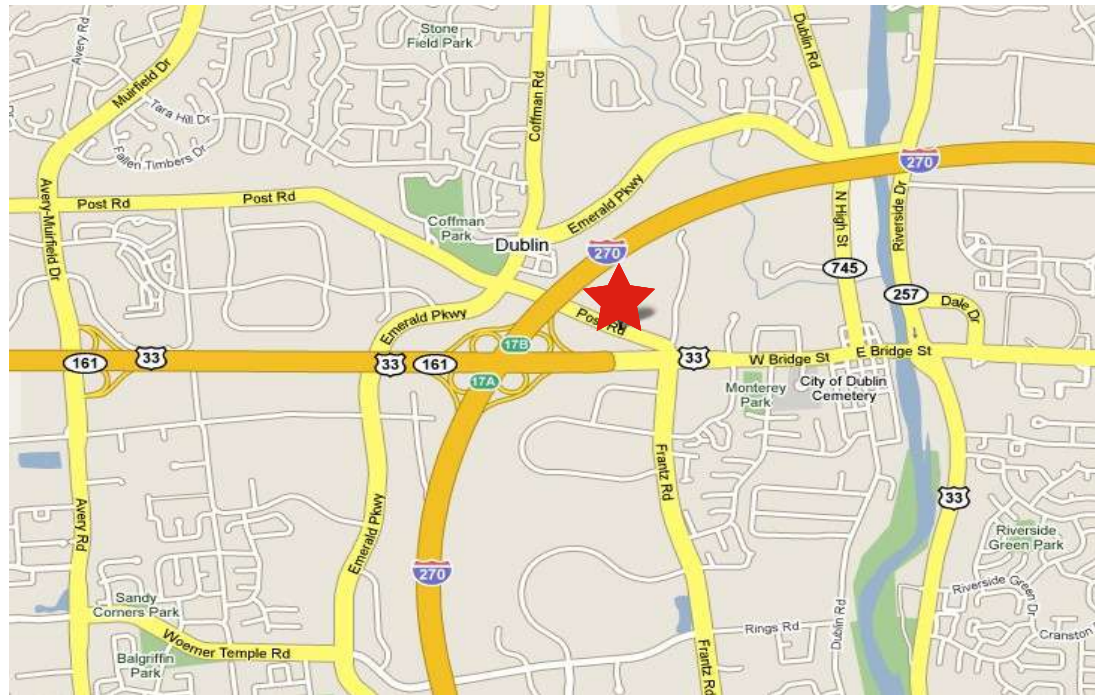 Avery Rd
Stone
Field Park
Dublin Rd
Muirfield Dr
Tara Hill Dr
Fallen Timbers Dr
Coffman Rd
270
Post Rd
Post Rd
Emerald Pkwy
N High St
Riverside Dr
Avery-Muirfield Dr
Coffman
Park
Dublin
270
745
257
Dale Dr
Emerald Pkwy
Post Rd
17B
161
33
33
161
33
W Bridge St
E Bridge St
17A
Monterey
Park
City of Dublin
Cemetery
Frantz Rd
Avery Rd
Emerald Pkwy
33
Riverside
Green Park
270
Riverside Green Dr
Sandy
Corners Park
Dublin Rd
Rings Rd
Cranston
Woerner Temple Rd
Frantz Rd
Balgriffin
Park